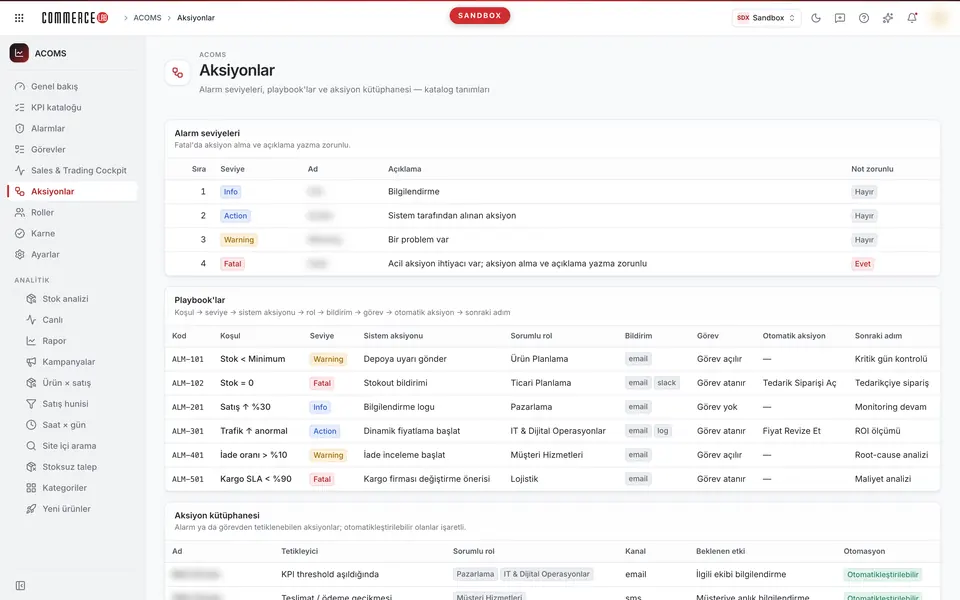 COMMERCE LAB
ACOMS
Aksiyonlar
SANDBOX
SDX Sandbox
ACOMS
Genel bakış
KPI kataloğu
Alarmlar
Görevler
Sales & Trading Cockpit
Aksiyonlar
Roller
Karne
Ayarlar
ANALİTİK
Stok analizi
Canlı
Rapor
Kampanyalar
Ürün × satış
Satış hunisi
Saat × gün
Site içi arama
Stoksuz talep
Kategoriler
Yeni ürünler
ACOMS
Aksiyonlar
Alarm seviyeleri, playbook'lar ve aksiyon kütüphanesi — katalog tanımları
Alarm seviyeleri
Fatal'da aksiyon alma ve açıklama yazma zorunlu.
Sıra Seviye Ad Açıklama Not zorunlu
1 Info Bilgilendirme Hayır
2 Action Sistem tarafından alınan aksiyon Hayır
3 Warning Bir problem var Hayır
4 Fatal Acil aksiyon ihtiyacı var; aksiyon alma ve açıklama yazma zorunlu Evet
Playbook'lar
Koşul → seviye → sistem aksiyonu → rol → bildirim → görev → otomatik aksiyon → sonraki adım
Kod Koşul Seviye Sistem aksiyonu Sorumlu rol Bildirim Görev Otomatik aksiyon Sonraki adım
ALM-101 Stok < Minimum Warning Depoya uyarı gönder Ürün Planlama email Görev açılır — Kritik gün kontrolü
ALM-102 Stok = 0 Fatal Stokout bildirimi Ticari Planlama email slack Görev atanır Tedarik Siparişi Aç Tedarikçiye sipariş
ALM-201 Satış ↑ %30 Info Bilgilendirme logu Pazarlama email Görev yok — Monitoring devam
ALM-301 Trafik ↑ anormal Action Dinamik fiyatlama başlat IT & Dijital Operasyonlar email log Görev atanır Fiyat Revize Et ROI ölçümü
ALM-401 İade oranı > %10 Warning İade inceleme başlat Müşteri Hizmetleri email Görev açılır — Root-cause analizi
ALM-501 Kargo SLA < %90 Fatal Kargo firması değiştirme önerisi Lojistik email Görev atanır — Maliyet analizi
Aksiyon kütüphanesi
Alarm ya da görevden tetiklenebilen aksiyonlar; otomatikleştirilebilir olanlar işaretli.
Ad Tetikleyici Sorumlu rol Kanal Beklenen etki Otomasyon
KPI threshold aşıldığında Pazarlama IT & Dijital Operasyonlar email İlgili ekibi bilgilendirme Otomatikleştirilebilir
Teslimat / ödeme gecikmesi Müşteri Hizmetleri sms Müşteriye anlık bilgilendirme Otomatikleştirilebilir